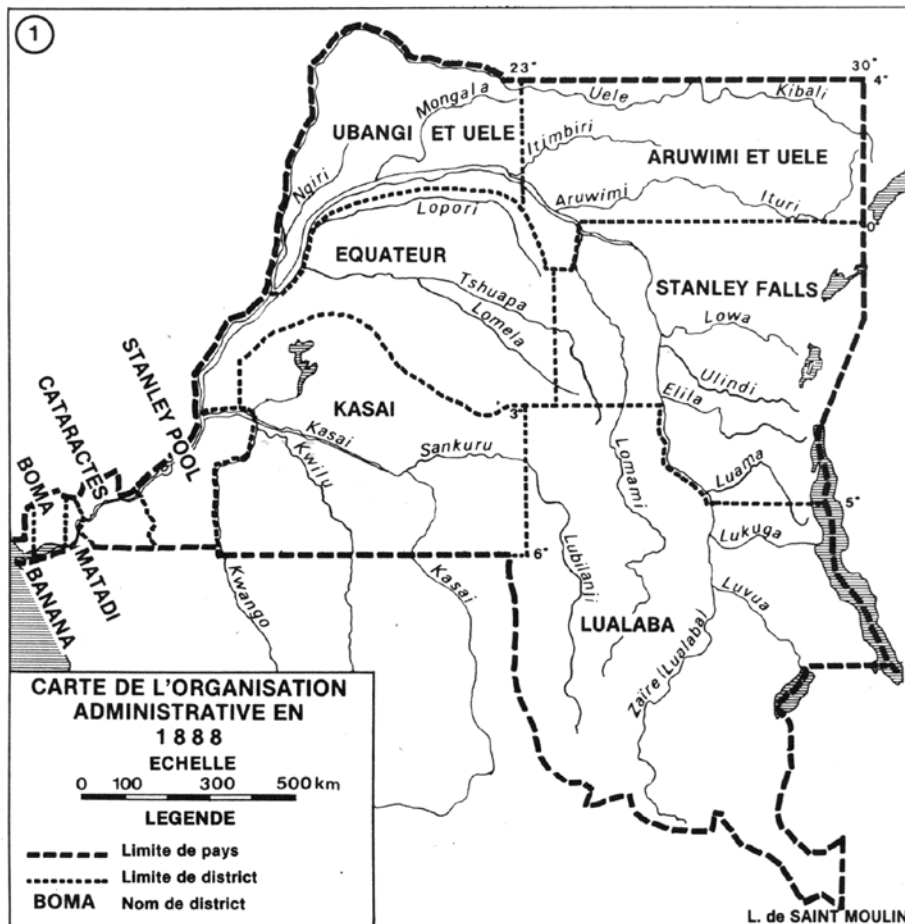 1
23°
30°
4°
Mongala
Uele
Kibali
UBANGI ET UELE
Itimbiri
ARUWIMI ET UELE
Ngiri
Aruwimi
Ituri
Lopori
0°
EQUATEUR
STANLEY FALLS
Tshuapa
Lomela
Lowa
Ulindi
Elila
STANLEY POOL
KASAI
3°
CATARACTES
Kasai
Sankuru
Kwilu
Lomami
Luama
BOMA
5°
Lukuga
MATADI
6°
BANANA
Kwango
Kasai
Lubilanji
Luvua
LUALABA
Zaïre (Lualaba)
CARTE DE L'ORGANISATION
ADMINISTRATIVE EN
1888
ECHELLE
0 100 300 500 km
LEGENDE
Limite de pays
Limite de district
BOMA Nom de district
L. de SAINT MOULIN